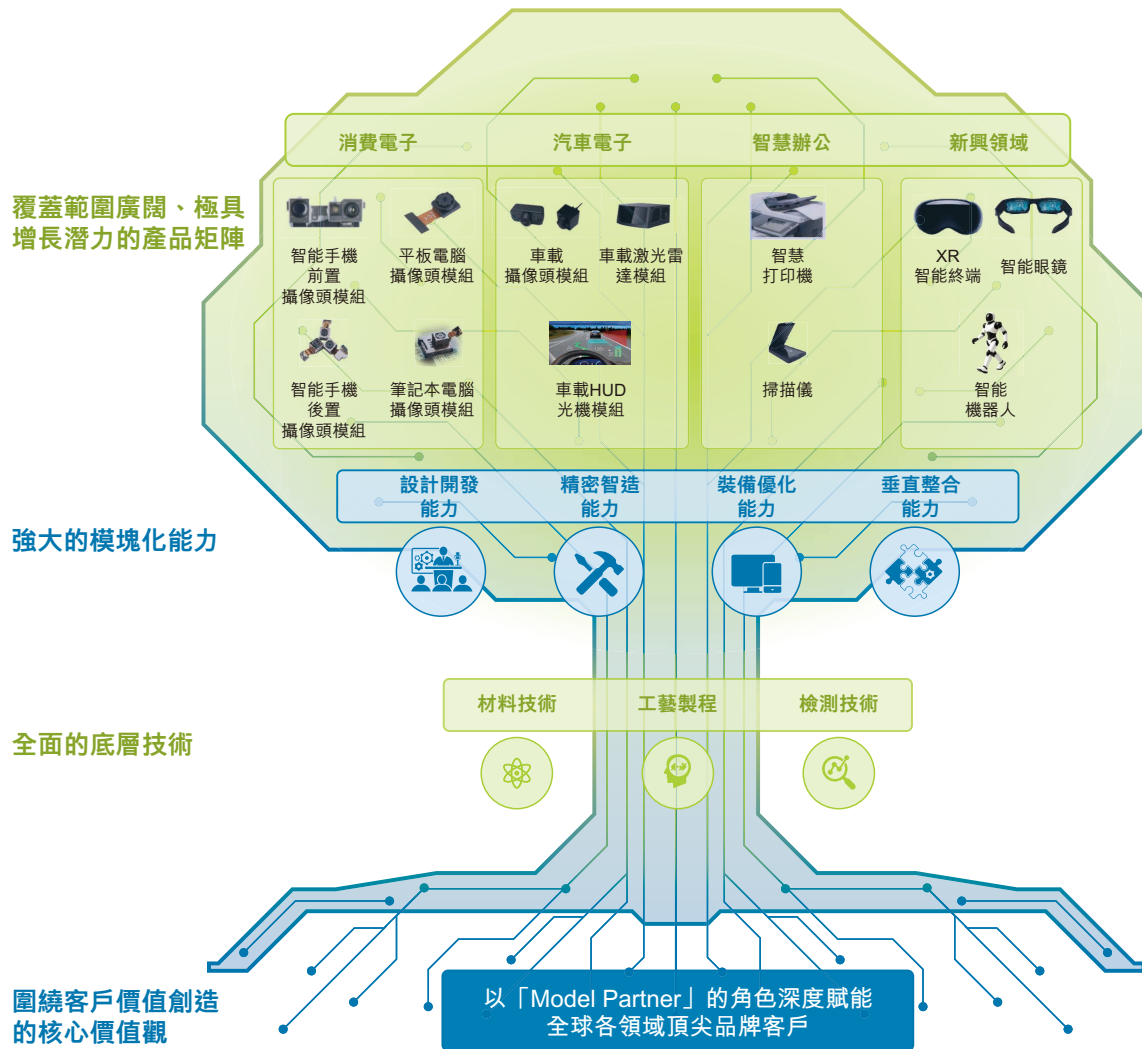 消費電子
汽車電子
智慧辦公
新興領域
覆蓋範圍廣闊、極具
增長潛力的產品矩陣
智能手機
前置
攝像頭模組
平板電腦
攝像頭模組
車載
攝像頭模組
車載激光雷
達模組
智慧
打印機
XR
智能終端
智能眼鏡
智能手機
後置
攝像頭模組
筆記本電腦
攝像頭模組
車載HUD
光機模組
掃描儀
智能
機器人
強大的模塊化能力
設計開發
能力
精密智造
能力
裝備優化
能力
垂直整合
能力
全面的底層技術
材料技術
工藝製程
檢測技術
圍繞客戶價值創造
的核心價值觀
以「Model Partner」的角色深度賦能
全球各領域頂尖品牌客戶